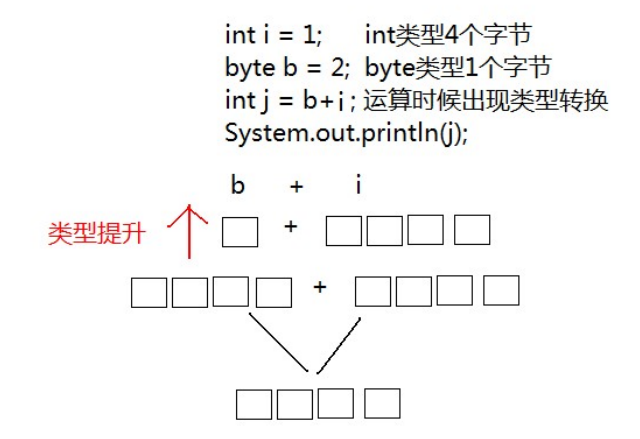 int i = 1; int类型4个字节
byte b = 2; byte类型1个字节
int j = b+i; 运算时候出现类型转换
System.out.println(j);
b + i
类型提升 +
+